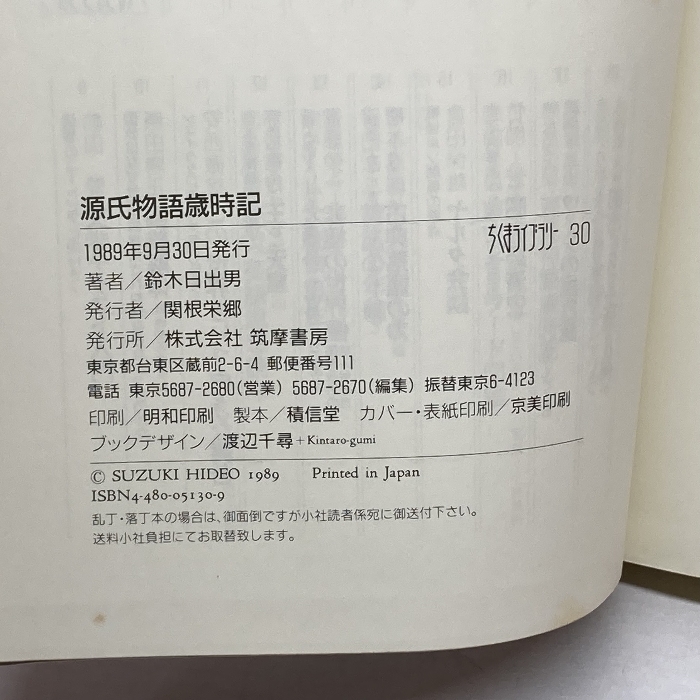 源氏物語歳時記
ちくまライブラリー 30
1989年9月30日発行
著者/鈴木日出男
発行者/関根栄郷
発行所/株式会社 筑摩書房
東京都台東区蔵前2-6-4 郵便番号111
電話 東京5687-2680(営業) 5687-2670(編集) 振替東京6-4123
印刷/明和印刷 製本/積信堂 カバー・表紙印刷/京美印刷
ブックデザイン/渡辺千尋+Kintaro-gumi
© SUZUKI HIDEO 1989 Printed in Japan
ISBN4-480-05130-9
乱丁・落丁本の場合は、御面倒ですが小社読者係宛に御送付下さい。
送料小社負担にてお取替致します。